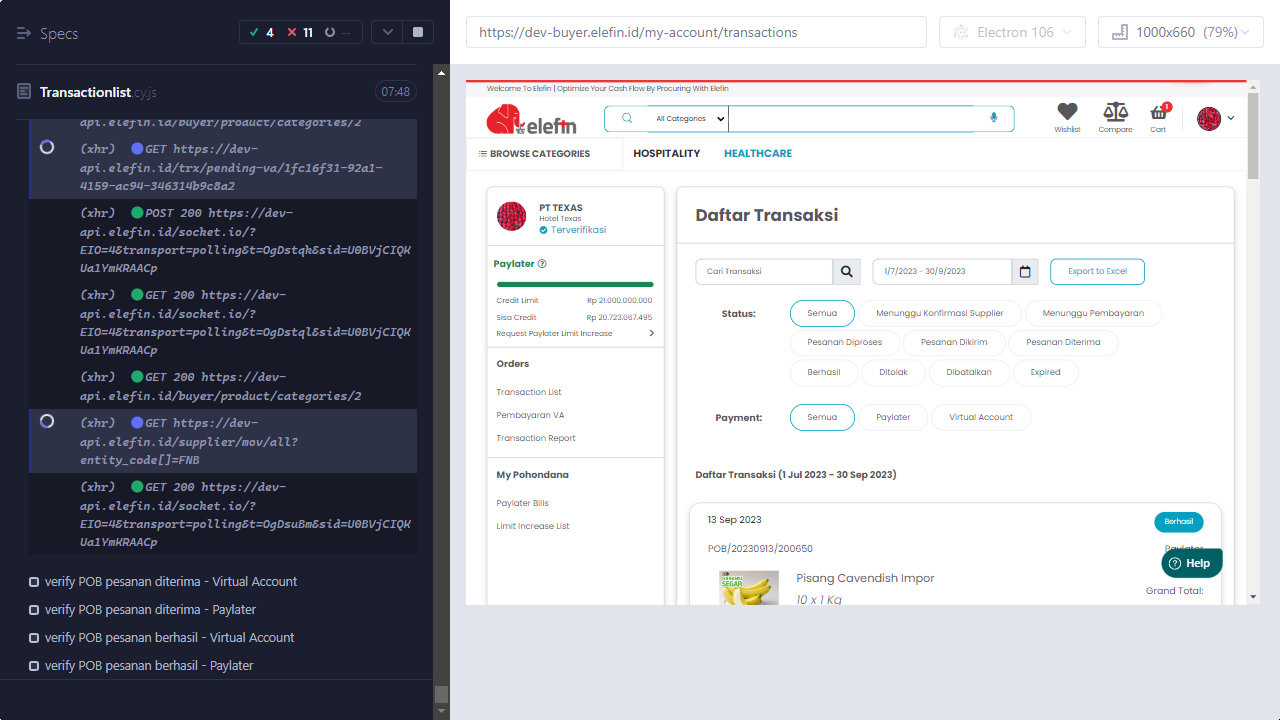 Specs
4
11
--
Transactionlist.cy.js
07:48
api.elefin.id/buyer/product/categories/2
(xhr) GET https://dev-
api.elefin.id/trx/pending-va/1fc16f31-92a1-
4159-ac94-346314b9c8a2
(xhr) POST 200 https://dev-
api.elefin.id/socket.io/?
EIO=4&transport=polling&t=OgDstqk&sid=U0BVjCIQK
Ua1YmKRAACp
(xhr) GET 200 https://dev-
api.elefin.id/socket.io/?
EIO=4&transport=polling&t=OgDstql&sid=U0BVjCIQK
Ua1YmKRAACp
(xhr) GET 200 https://dev-
api.elefin.id/buyer/product/categories/2
(xhr) GET https://dev-
api.elefin.id/supplier/mov/all?
entity_code[]=FNB
(xhr) GET 200 https://dev-
api.elefin.id/socket.io/?
EIO=4&transport=polling&t=OgDsuBm&sid=U0BVjCIQK
Ua1YmKRAACp
verify POB pesanan diterima - Virtual Account
verify POB pesanan diterima - Paylater
verify POB pesanan berhasil - Virtual Account
verify POB pesanan berhasil - Paylater
https://dev-buyer.elefin.id/my-account/transactions
Electron 106
1000x660 (79%)
Welcome To Elefin | Optimize Your Cash Flow By Procuring With Elefin
elefin
All Categories
Wishlist
Compare
1
Cart
BROWSE CATEGORIES
HOSPITALITY
HEALTHCARE
PT TEXAS
Hotel Texas
Terverifikasi
Paylater
Credit Limit Rp 21.000.000.000
Sisa Credit Rp 20.723.067.495
Request Paylater Limit Increase
Orders
Transaction List
Pembayaran VA
Transaction Report
My Pohondana
Paylater Bills
Limit Increase List
Daftar Transaksi
Cari Transaksi
1/7/2023 - 30/9/2023
Export to Excel
Status:
Semua
Menunggu Konfirmasi Supplier
Menunggu Pembayaran
Pesanan Diproses
Pesanan Dikirim
Pesanan Diterima
Berhasil
Ditolak
Dibatalkan
Expired
Payment:
Semua
Paylater
Virtual Account
Daftar Transaksi (1 Jul 2023 - 30 Sep 2023)
13 Sep 2023
Berhasil
POB/20230913/200650
Paylater
GARANSI
SEGAR
Pisang Cavendish Impor
10 x 1 Kg
Help
Grand Total: